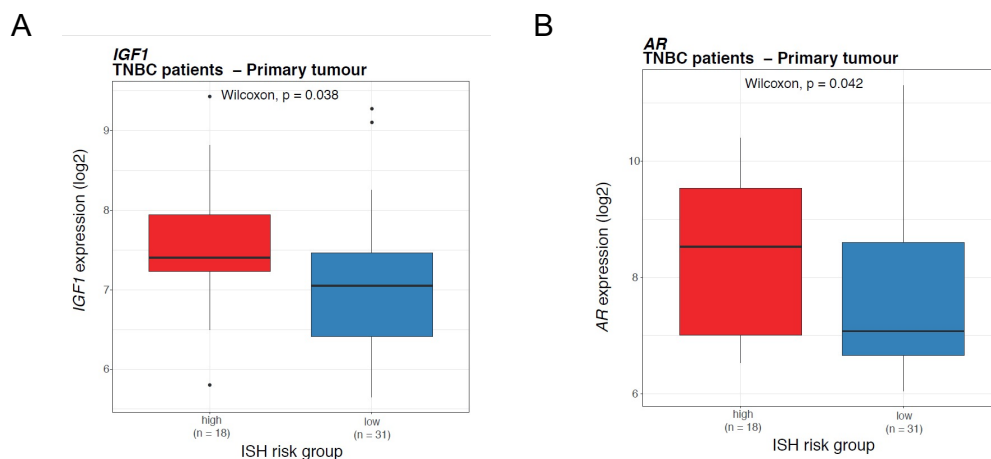 A
IGF1
TNBC patients – Primary tumour
Wilcoxon, p = 0.038
IGF1 expression (log2)
9
8
7
6
high
(n = 18)
low
(n = 31)
ISH risk group
B
AR
TNBC patients – Primary tumour
Wilcoxon, p = 0.042
AR expression (log2)
10
8
6
high
(n = 18)
low
(n = 31)
ISH risk group